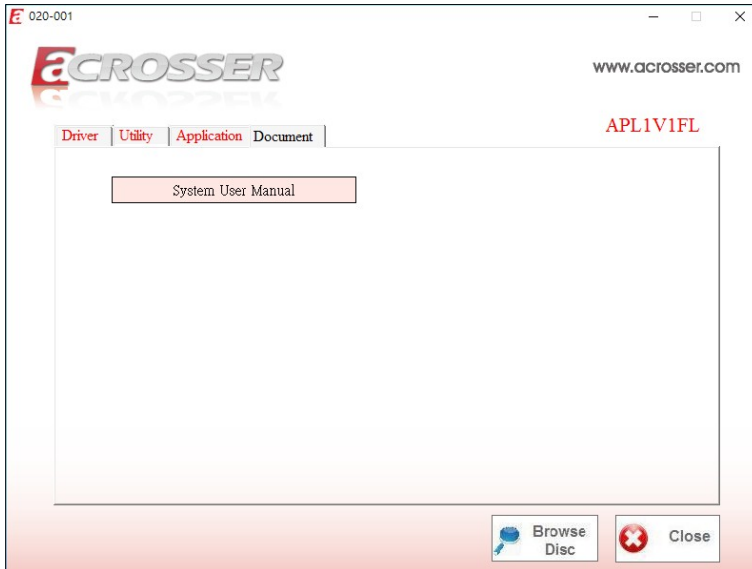 020-001
acrosser
www.acrosser.com
APL1V1FL
Driver Utility Application Document
System User Manual
Browse
Disc
Close